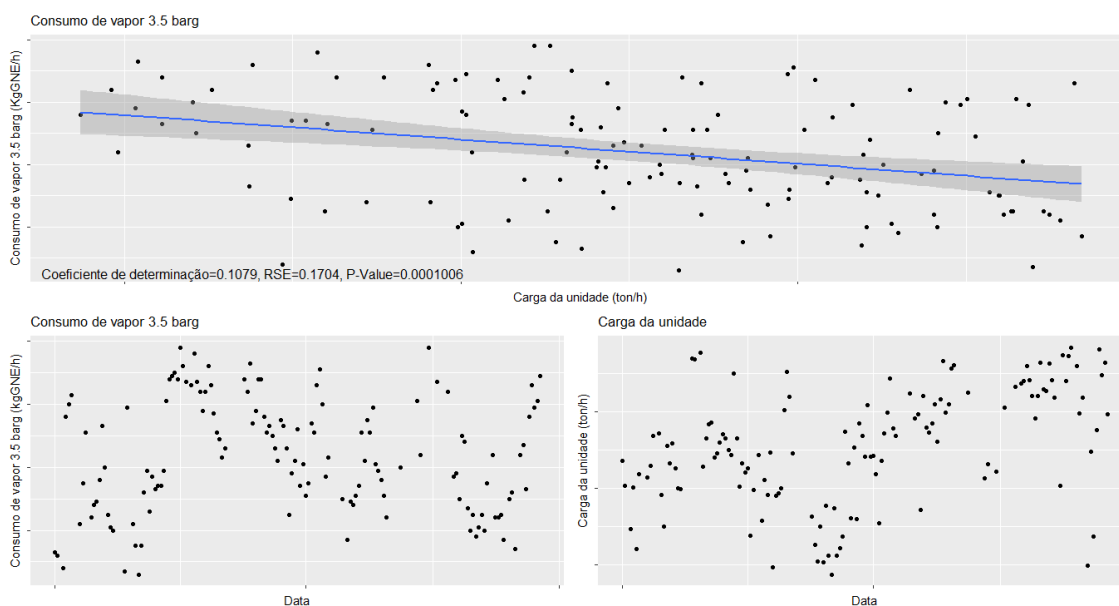 Consumo de vapor 3.5 barg
Consumo de vapor 3.5 barg (KgGNE/h)
Coeficiente de determinação=0.1079, RSE=0.1704, P-Value=0.0001006
Carga da unidade (ton/h)
Consumo de vapor 3.5 barg
Consumo de vapor 3.5 barg (kgGNE/h)
Data
Carga da unidade
Carga da unidade (ton/h)
Data